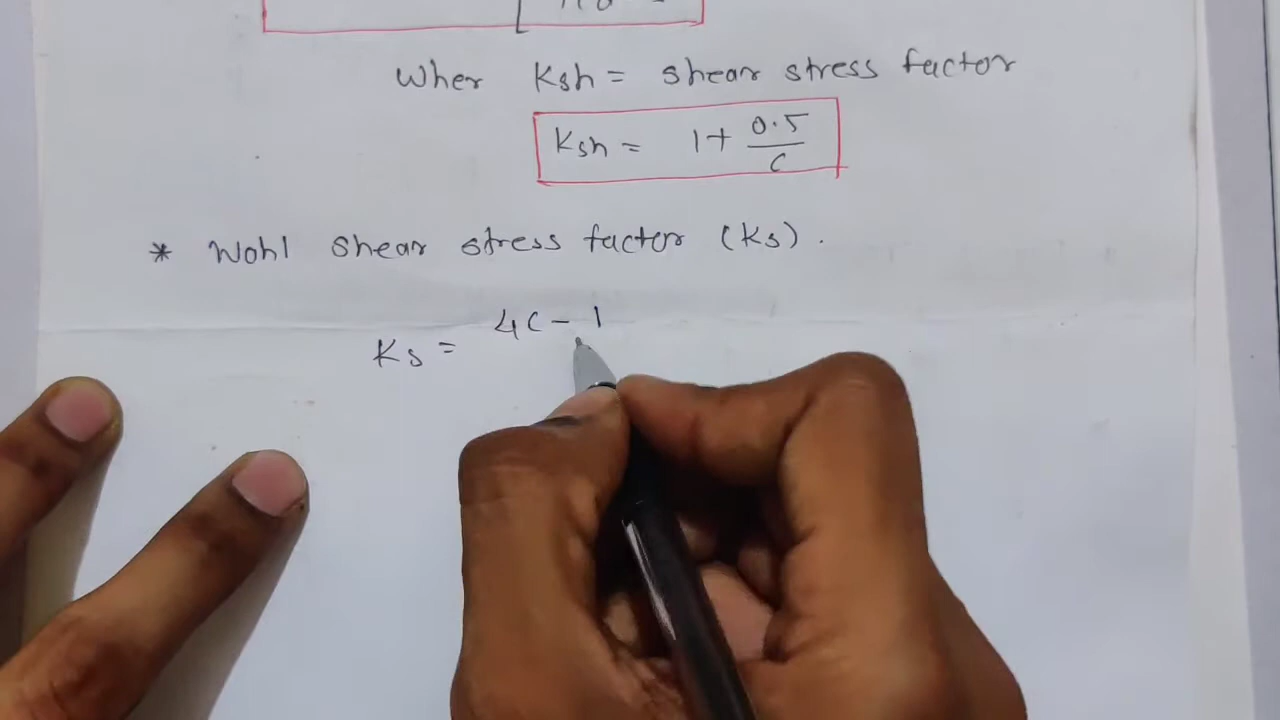 Wher Ksh = shear stress factor
Ksh = 1 + 0.5/C
* Wohl shear stress factor (Ks).
Ks = 4C - 1